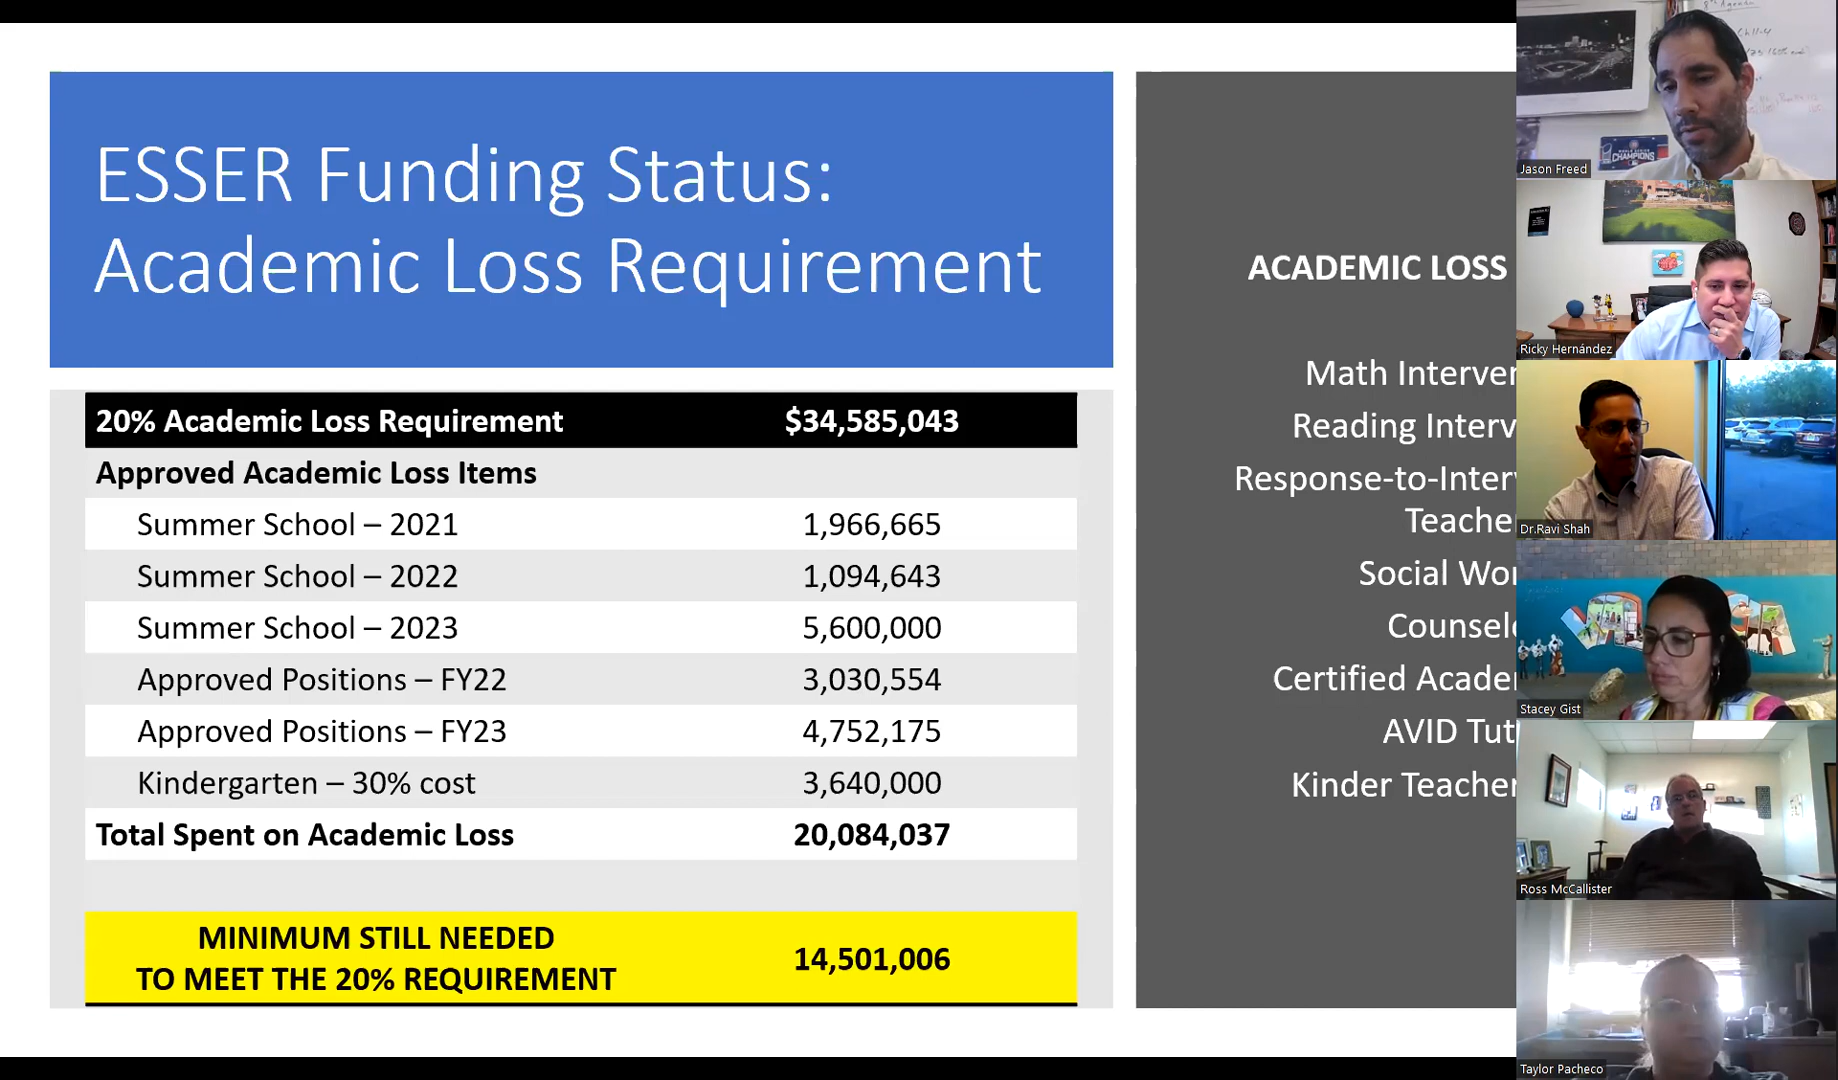 ESSER Funding Status:
Academic Loss Requirement
20% Academic Loss Requirement $34,585,043
Approved Academic Loss Items
Summer School – 2021 1,966,665
Summer School – 2022 1,094,643
Summer School – 2023 5,600,000
Approved Positions – FY22 3,030,554
Approved Positions – FY23 4,752,175
Kindergarten – 30% cost 3,640,000
Total Spent on Academic Loss 20,084,037
MINIMUM STILL NEEDED
TO MEET THE 20% REQUIREMENT 14,501,006
ACADEMIC LOSS
Math Interven
Reading Interv
Response-to-Interv
Teache
Social Wor
Counsel
Certified Acade
AVID Tut
Kinder Teacher
CHAMPIONS
Jason Freed
Ricky Hernández
Dr.Ravi Shah
Stacey Gist
Ross McCallister
Taylor Pacheco